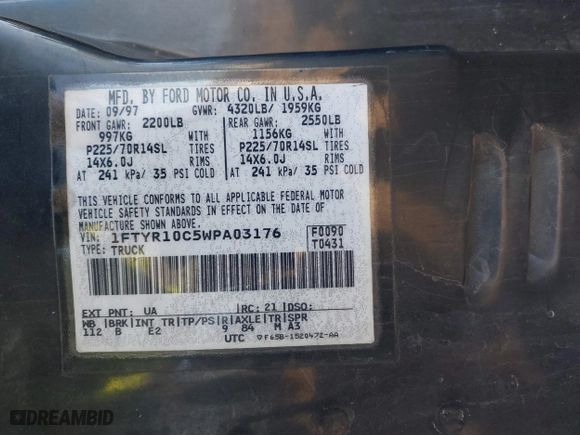 MFD. BY FORD MOTOR CO. IN U.S.A.
DATE: 09/97 GVWR: 4320LB/ 1959KG
FRONT GAWR: 2200LB REAR GAWR: 2550LB
997KG WITH 1156KG WITH
P225/70R14SL TIRES P225/70R14SL TIRES
14X6.0J RIMS 14X6.0J RIMS
AT 241 kPa/ 35 PSI COLD AT 241 kPa/ 35 PSI COLD
THIS VEHICLE CONFORMS TO ALL APPLICABLE FEDERAL MOTOR
VEHICLE SAFETY STANDARDS IN EFFECT ON THE DATE OF
MANUFACTURE SHOWN ABOVE.
VIN: 1FTYR10C5WPA03176 F0090
TYPE: TRUCK T0431
EXT PNT: UA |RC: 21 |DSO:
WB |BRK|INT TR|TP/PS|R|AXLE|TR|SPR
112 B E2 9 84 M A3
UTC F65B-1520472-AA
DREAMBID